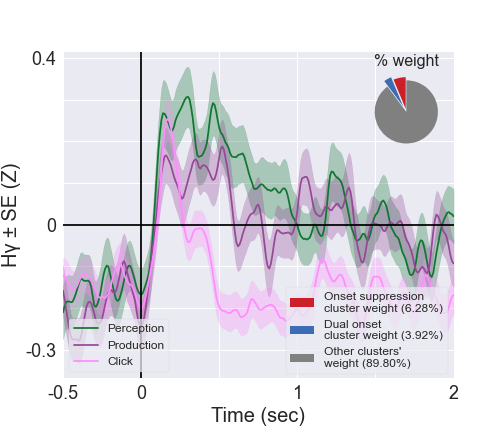 % weight
0.4
0
-0.3
Hγ ± SE (Z)
Perception
Production
Click
Onset suppression
cluster weight (6.28%)
Dual onset
cluster weight (3.92%)
Other clusters'
weight (89.80%)
-0.5
0
1
2
Time (sec)